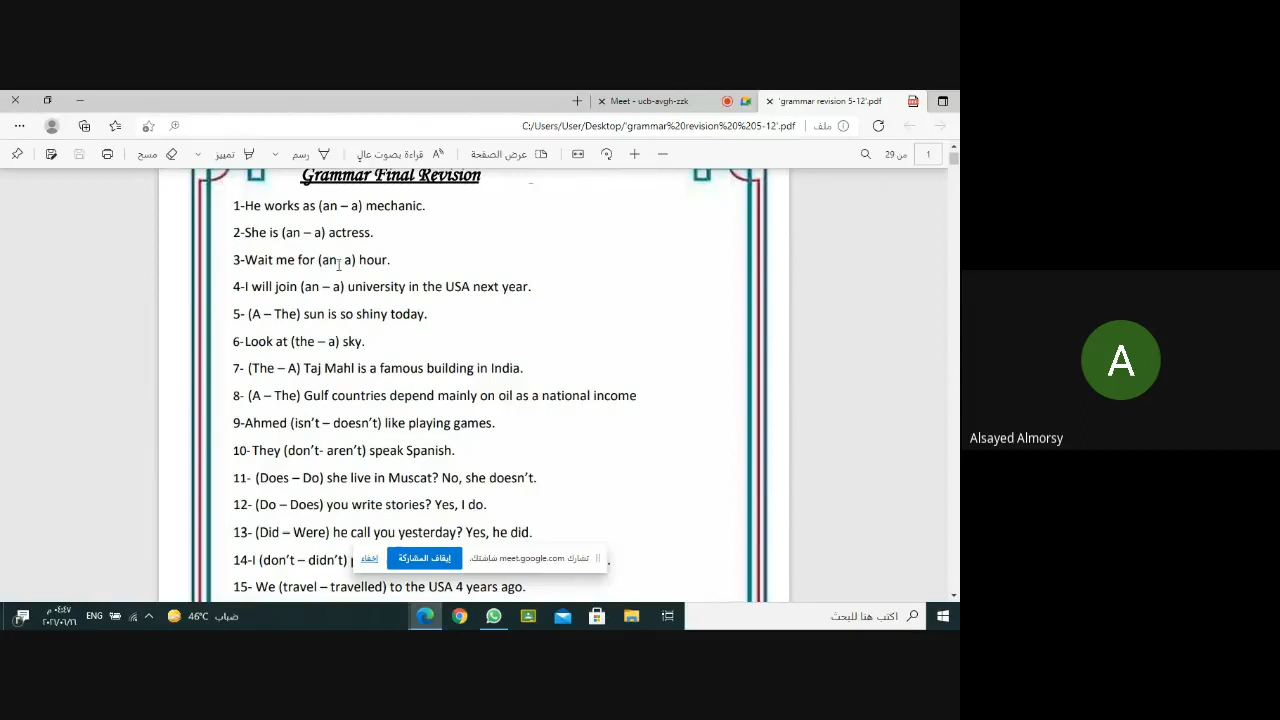 Meet - ucb-avgh-zzk
'grammar revision 5-12'.pdf
C:/Users/User/Desktop/'grammar%20revision%20%205-12'.pdf
ملف
مسح
تمييز
رسم
قراءة بصوت عالٍ
عرض الصفحة
من 29
1
Grammar Final Revision
1-He works as (an – a) mechanic.
2-She is (an – a) actress.
3-Wait me for (an a) hour.
4-I will join (an – a) university in the USA next year.
5- (A – The) sun is so shiny today.
6-Look at (the – a) sky.
7- (The – A) Taj Mahl is a famous building in India.
8- (A – The) Gulf countries depend mainly on oil as a national income
9-Ahmed (isn't – doesn't) like playing games.
10- They (don't- aren't) speak Spanish.
11- (Does – Do) she live in Muscat? No, she doesn't.
12- (Do – Does) you write stories? Yes, I do.
13- (Did – Were) he call you yesterday? Yes, he did.
14-I (don't – didn't)
15- We (travel – travelled) to the USA 4 years ago.
تشارك meet.google.com شاشتك.
إيقاف المشاركة
إخفاء
A
Alsayed Almorsy
ENG
46°C ضباب
اكتب هنا للبحث